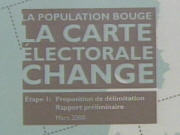 LA POPULATION BOUGE
LA CARTE
ÉLECTORALE
CHANGE
Étape 1: Proposition de délimitation
Rapport préliminaire
Mars 2008